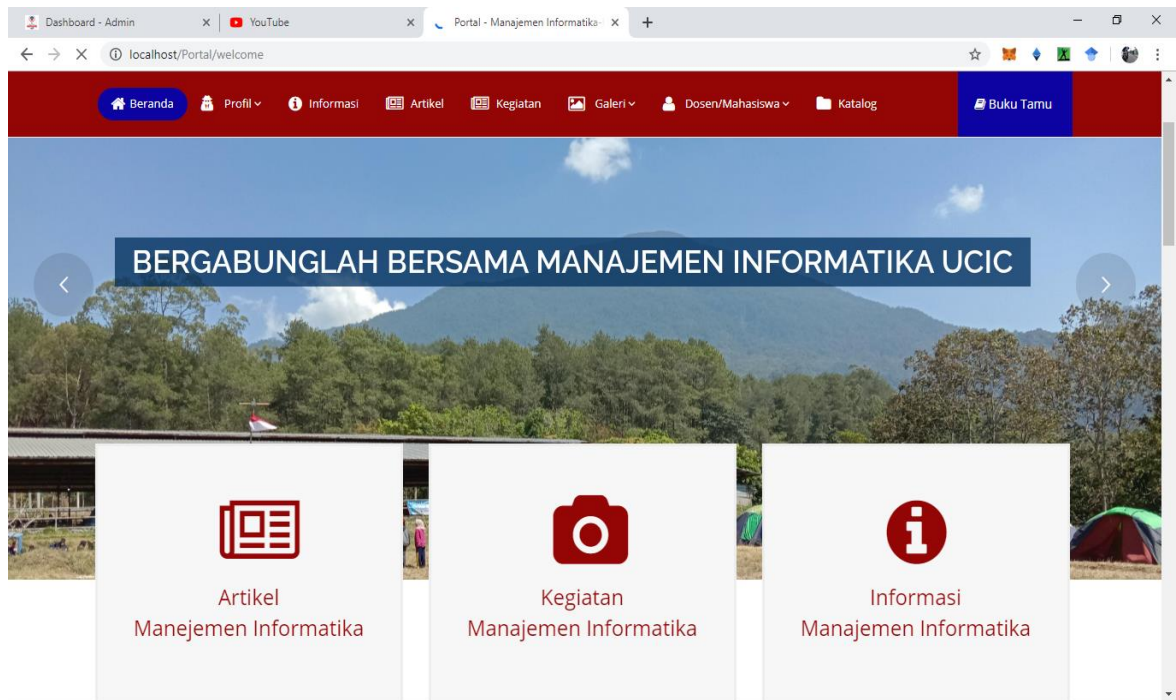 Dashboard - Admin
YouTube
Portal - Manajemen Informatika-
localhost/Portal/welcome
Beranda
Profil
Informasi
Artikel
Kegiatan
Galeri
Dosen/Mahasiswa
Katalog
Buku Tamu
BERGABUNGLAH BERSAMA MANAJEMEN INFORMATIKA UCIC
Artikel
Manejemen Informatika
Kegiatan
Manajemen Informatika
Informasi
Manajemen Informatika